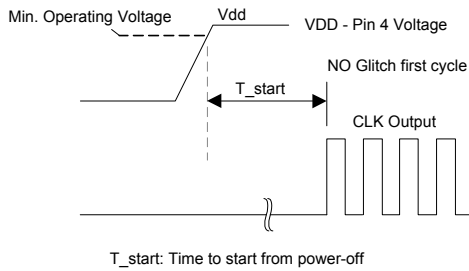 Min. Operating Voltage
Vdd
VDD - Pin 4 Voltage
NO Glitch first cycle
T_start
CLK Output
T_start: Time to start from power-off